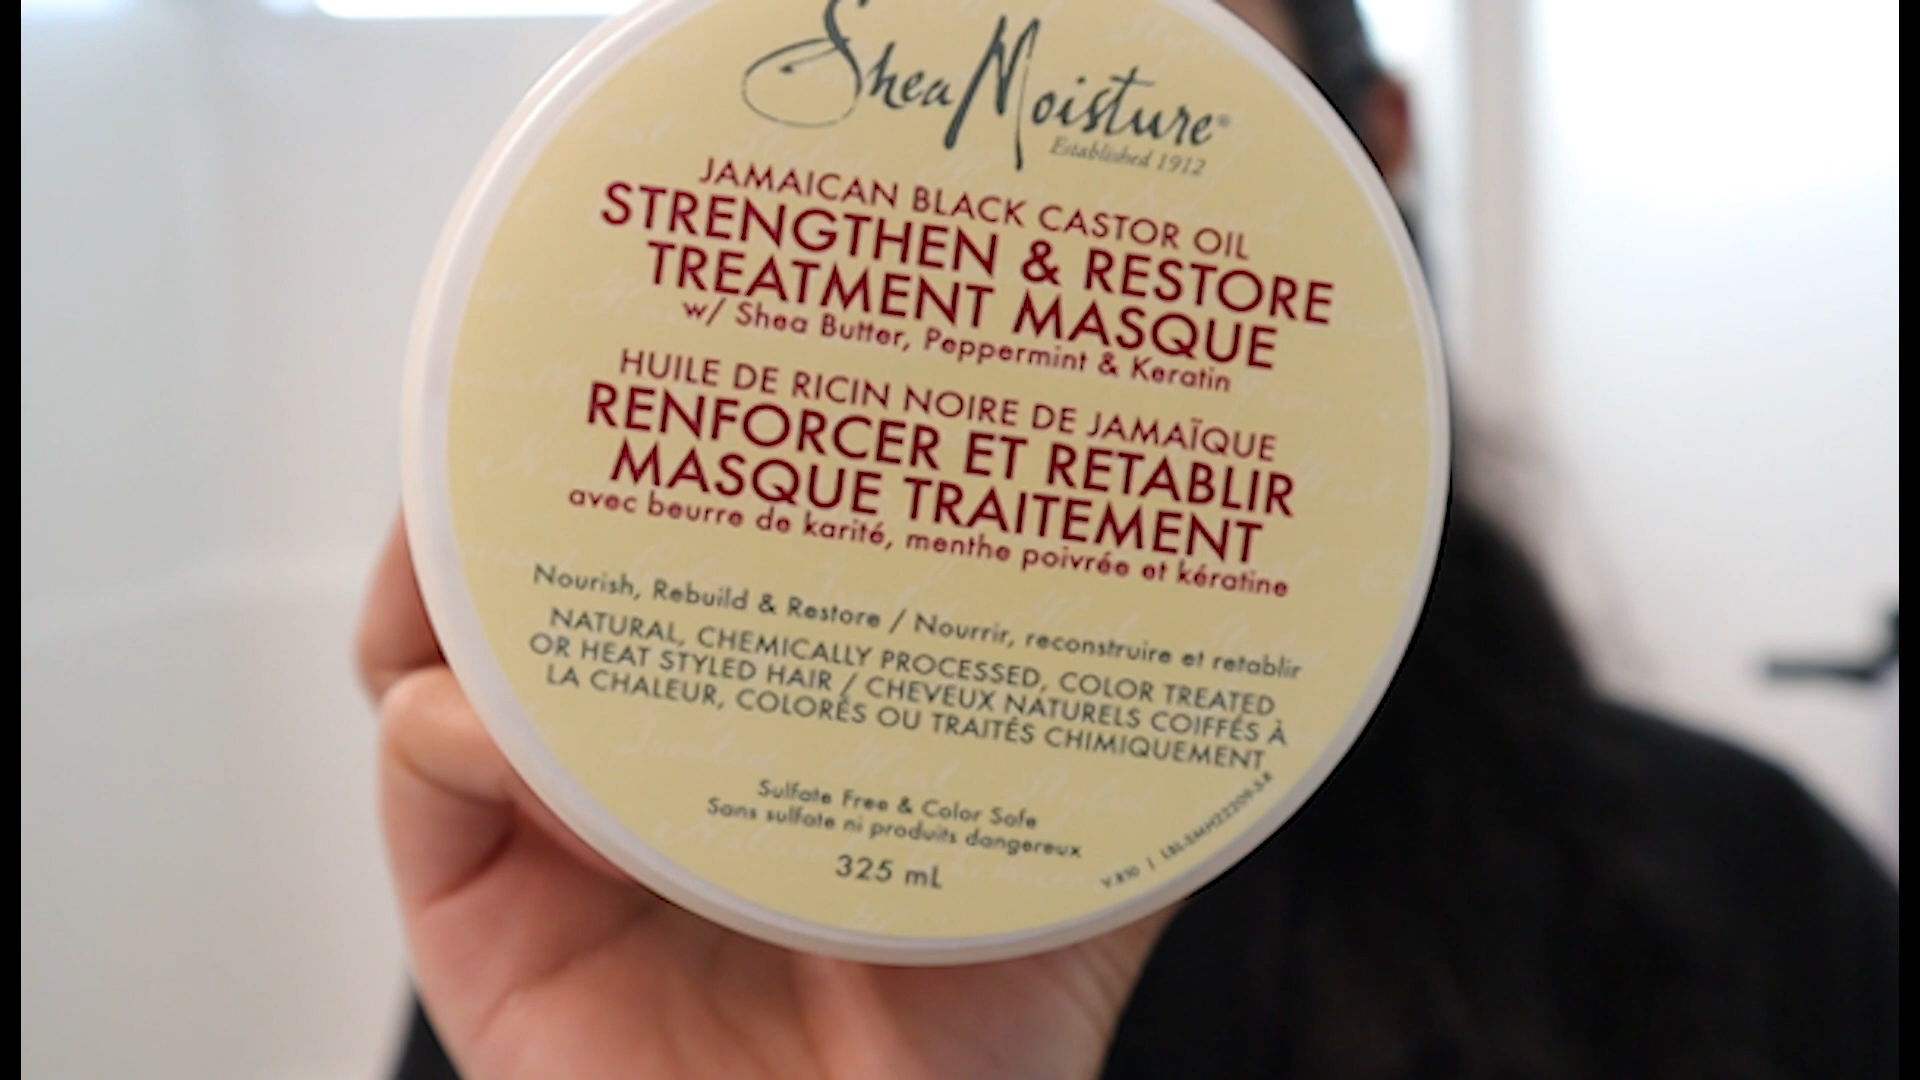 SheaMoisture®
Established 1912
JAMAICAN BLACK CASTOR OIL
STRENGTHEN & RESTORE
TREATMENT MASQUE
w/ Shea Butter, Peppermint & Keratin
HUILE DE RICIN NOIRE DE JAMAÏQUE
RENFORCER ET RETABLIR
MASQUE TRAITEMENT
avec beurre de karité, menthe poivrée et kératine
Nourish, Rebuild & Restore / Nourrir, reconstruire et retablir
NATURAL, CHEMICALLY PROCESSED, COLOR TREATED
OR HEAT STYLED HAIR / CHEVEUX NATURELS COIFFÉS À
LA CHALEUR, COLORÉS OU TRAITÉS CHIMIQUEMENT
Sulfate Free & Color Safe
Sans sulfate ni produits dangereux
325 mL